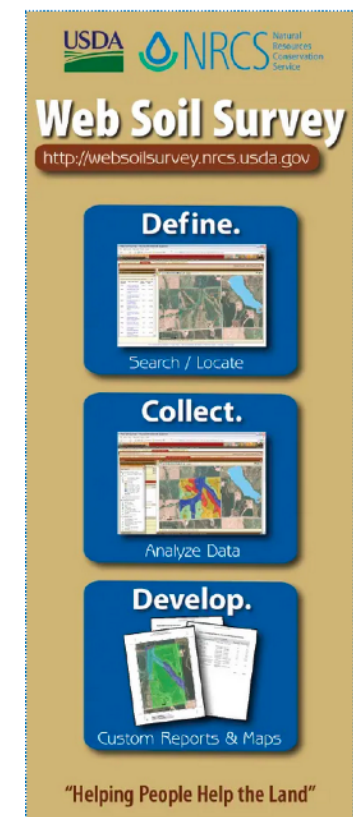 USDA
NRCS
Natural
Resources
Conservation
Service
Web Soil Survey
http://websoilsurvey.nrcs.usda.gov
Define.
Search / Locate
Collect.
Analyze Data
Develop.
Custom Reports & Maps
"Helping People Help the Land"